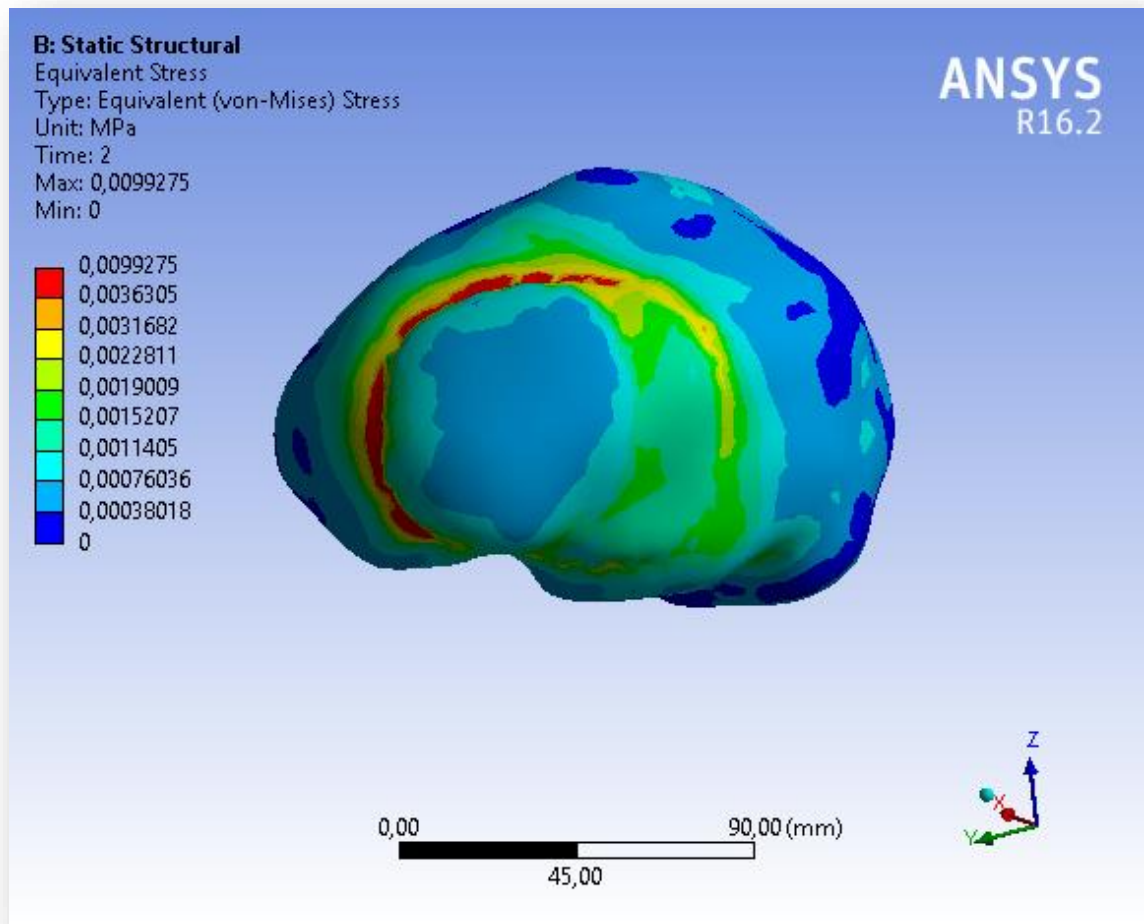 B: Static Structural
Equivalent Stress
Type: Equivalent (von-Mises) Stress
Unit: MPa
Time: 2
Max: 0,0099275
Min: 0
ANSYS
R16.2
0,0099275
0,0036305
0,0031682
0,0022811
0,0019009
0,0015207
0,0011405
0,00076036
0,00038018
0
Z
X
Y
0,00 90,00 (mm)
45,00